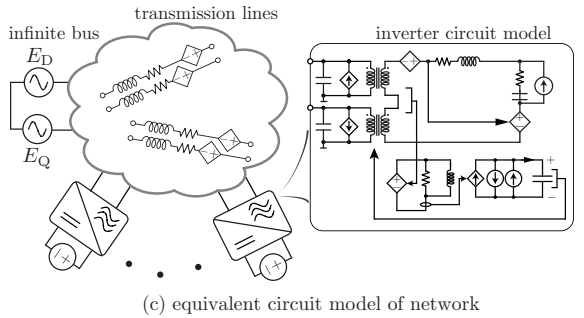 transmission lines
infinite bus
inverter circuit model
E_D
E_Q
(c) equivalent circuit model of network